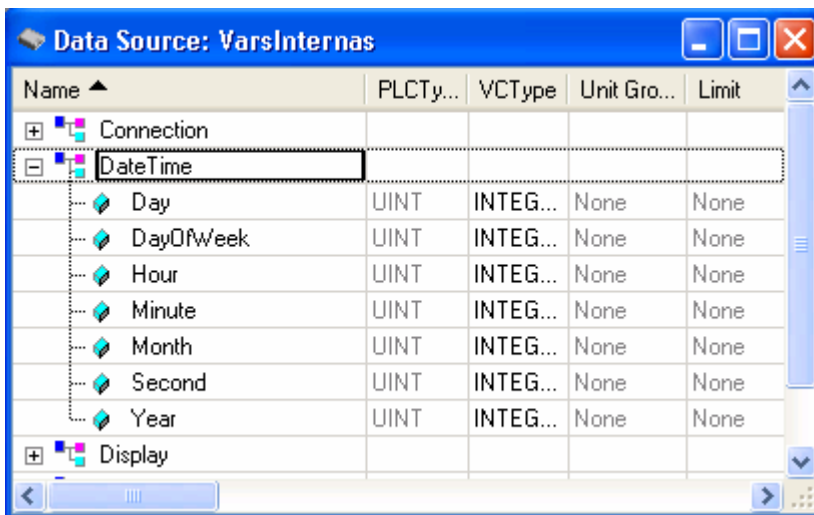 Data Source: VarsInternas
Name PLCTy... VCType Unit Gro... Limit
Connection
DateTime
Day UINT INTEG... None None
DayOfWeek UINT INTEG... None None
Hour UINT INTEG... None None
Minute UINT INTEG... None None
Month UINT INTEG... None None
Second UINT INTEG... None None
Year UINT INTEG... None None
Display